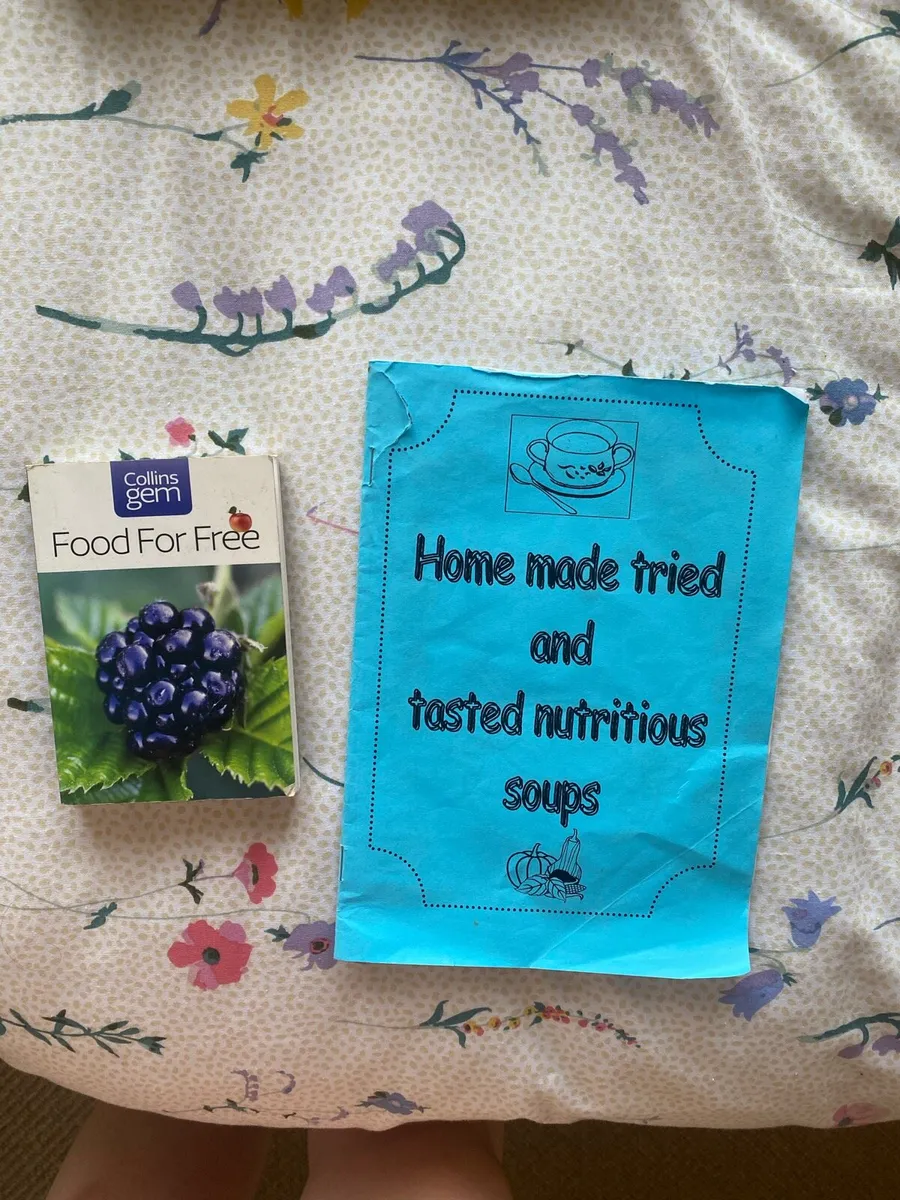 Collins
gem
Food For Free
Home made tried
and
tasted nutritious
soups